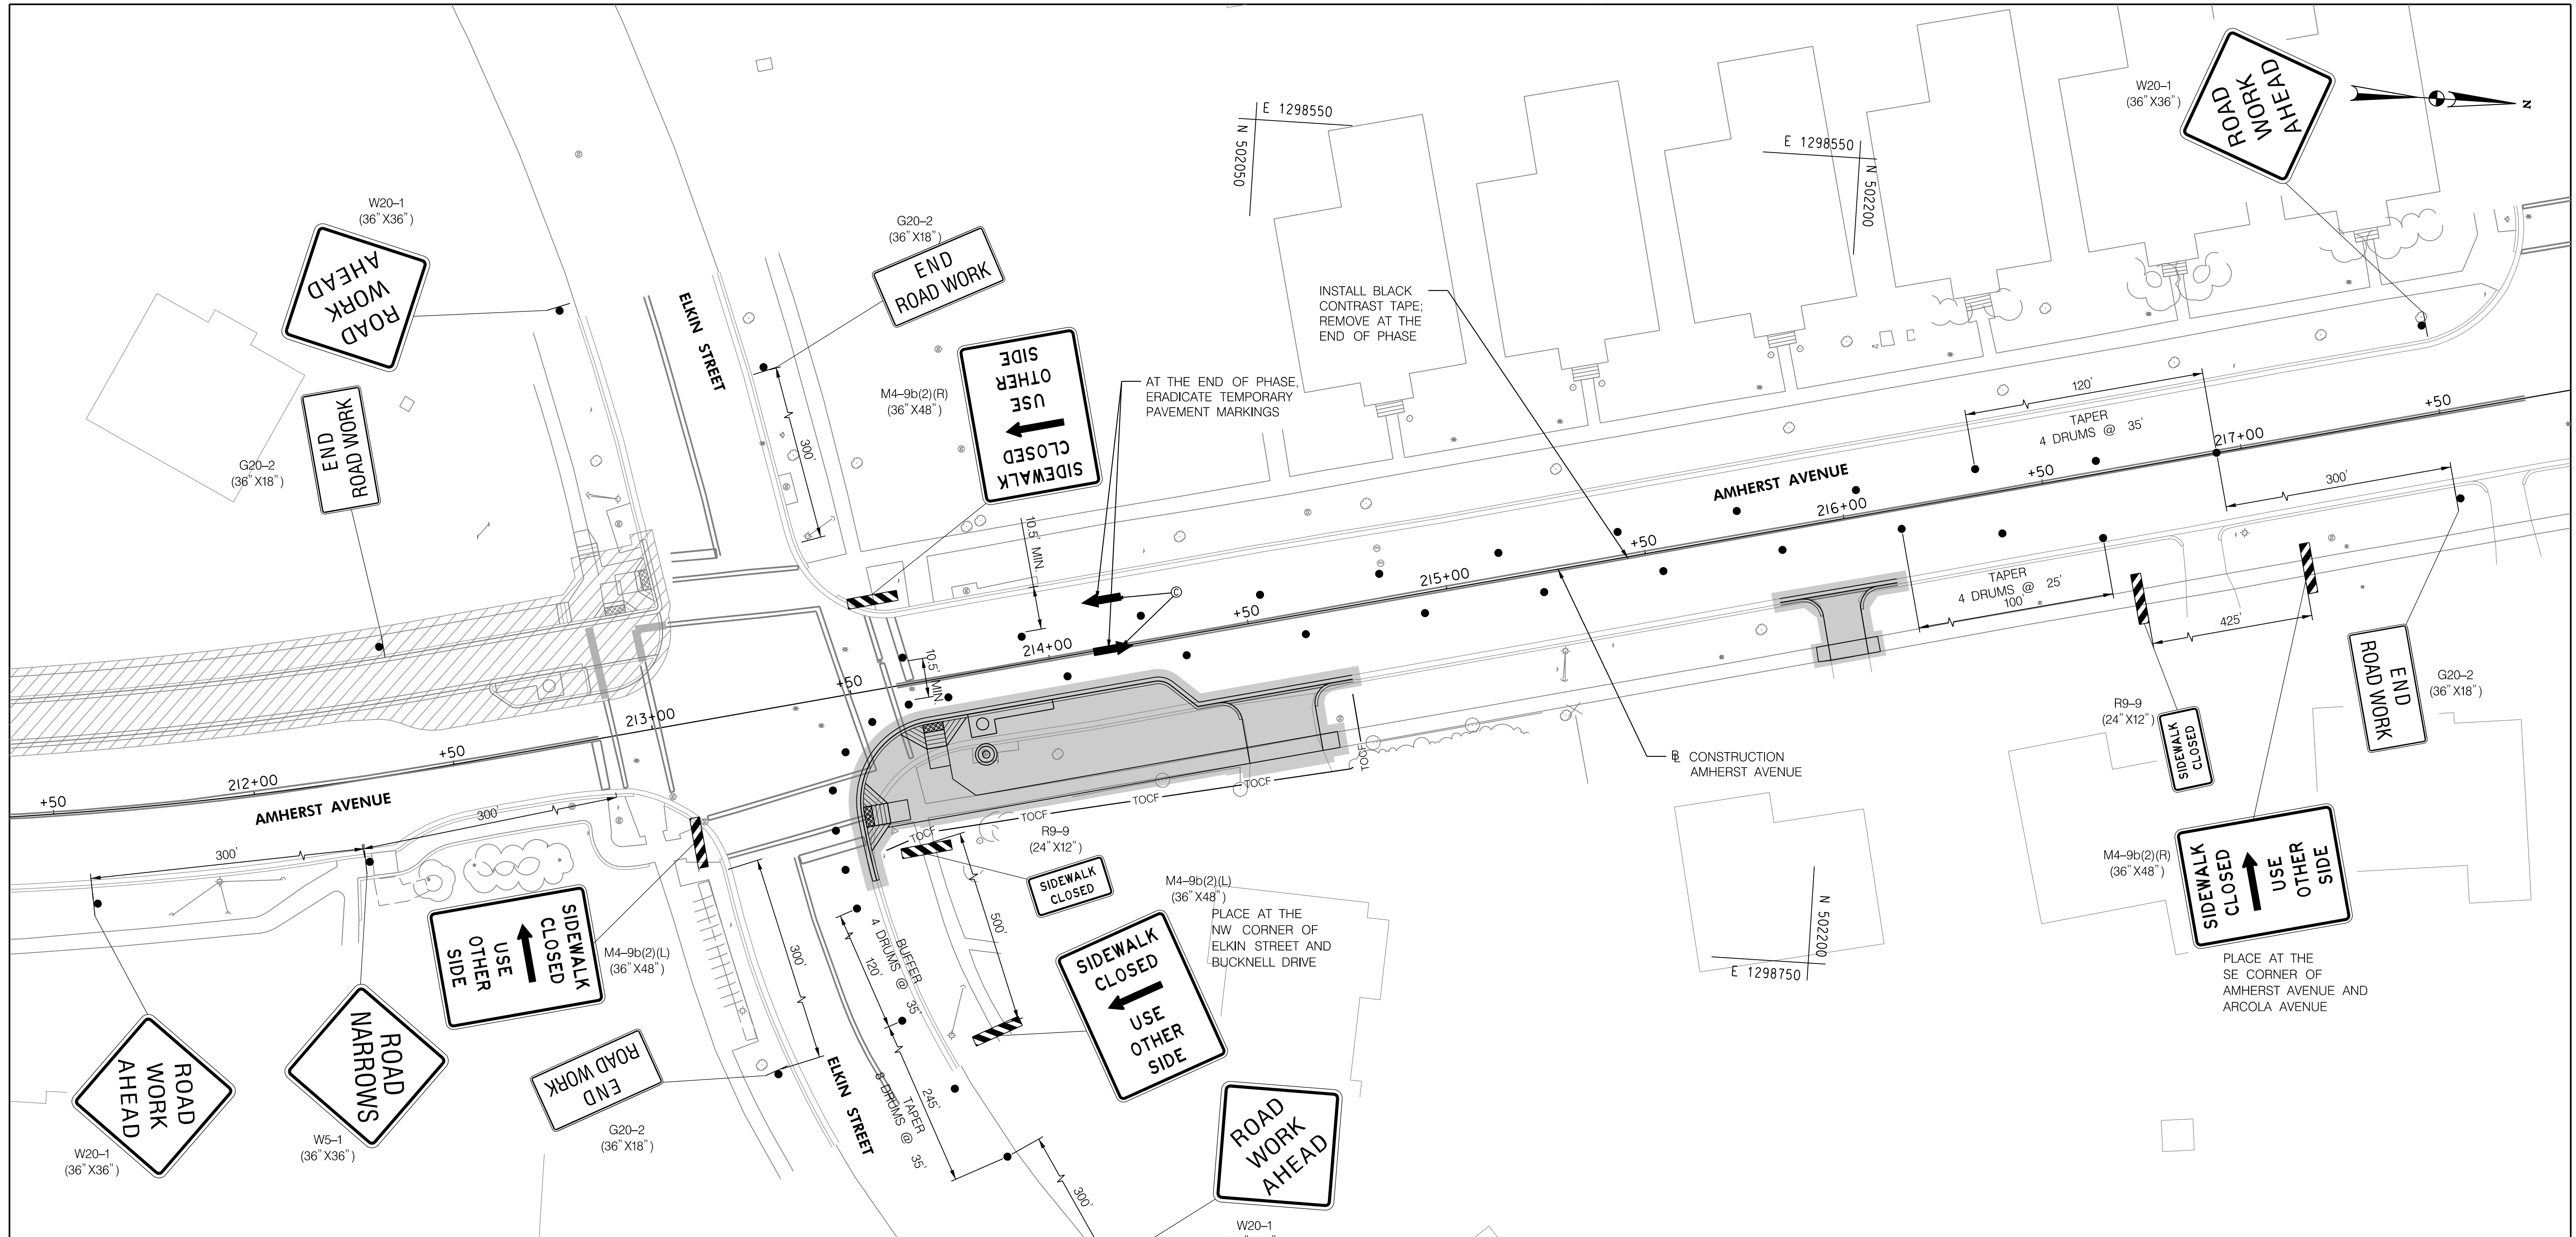 W20-1
(36"X36")
ROAD
WORK
AHEAD
G20-2
(36"X18")
END
ROAD WORK
ELKIN STREET
G20-2
(36"X18")
END
ROAD WORK
300'
M4-9b(2)(R)
(36"X48")
SIDEWALK
CLOSED
USE
OTHER
SIDE
AT THE END OF PHASE,
ERADICATE TEMPORARY
PAVEMENT MARKINGS
10.5' MIN.
10.5' MIN.
C
E 1298550
N 502050
INSTALL BLACK
CONTRAST TAPE;
REMOVE AT THE
END OF PHASE
E 1298550
N 502200
W20-1
(36"X36")
ROAD
WORK
AHEAD
N
120'
TAPER
4 DRUMS @ 35'
AMHERST AVENUE
+50
212+00
+50
213+00
+50
214+00
+50
215+00
+50
216+00
+50
217+00
+50
300'
TAPER
4 DRUMS @ 25'
100'
425'
R9-9
(24"X12")
SIDEWALK
CLOSED
END
ROAD WORK
G20-2
(36"X18")
M4-9b(2)(R)
(36"X48")
SIDEWALK
CLOSED
USE
OTHER
SIDE
PLACE AT THE
SE CORNER OF
AMHERST AVENUE AND
ARCOLA AVENUE
BL CONSTRUCTION
AMHERST AVENUE
N 502200
E 1298750
TOCF
TOCF
TOCF
TOCF
TOCF
AMHERST AVENUE
300'
300'
W20-1
(36"X36")
ROAD
WORK
AHEAD
W5-1
(36"X36")
ROAD
NARROWS
M4-9b(2)(L)
(36"X48")
SIDEWALK
CLOSED
USE
OTHER
SIDE
END
ROAD WORK
G20-2
(36"X18")
300'
ELKIN STREET
BUFFER
4 DRUMS @ 35'
120'
TAPER
8 DRUMS @ 35'
245'
300'
500'
R9-9
(24"X12")
SIDEWALK
CLOSED
M4-9b(2)(L)
(36"X48")
PLACE AT THE
NW CORNER OF
ELKIN STREET AND
BUCKNELL DRIVE
SIDEWALK
CLOSED
USE
OTHER
SIDE
ROAD
WORK
AHEAD
W20-1